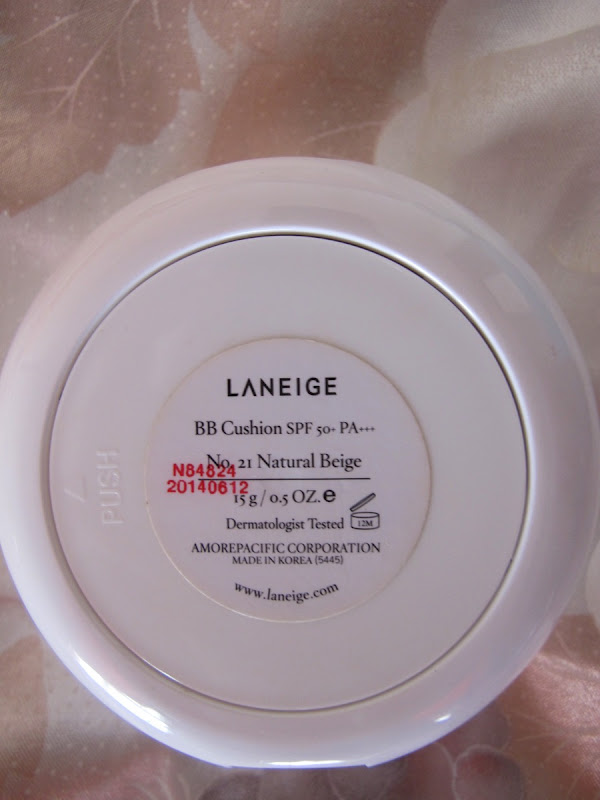 LANEIGE
BB Cushion SPF 50+ PA+++
No. 21 Natural Beige
N84824
20140612
15 g / 0.5 OZ. e
Dermatologist Tested 12M
AMOREPACIFIC CORPORATION
MADE IN KOREA (5445)
www.laneige.com
PUSH